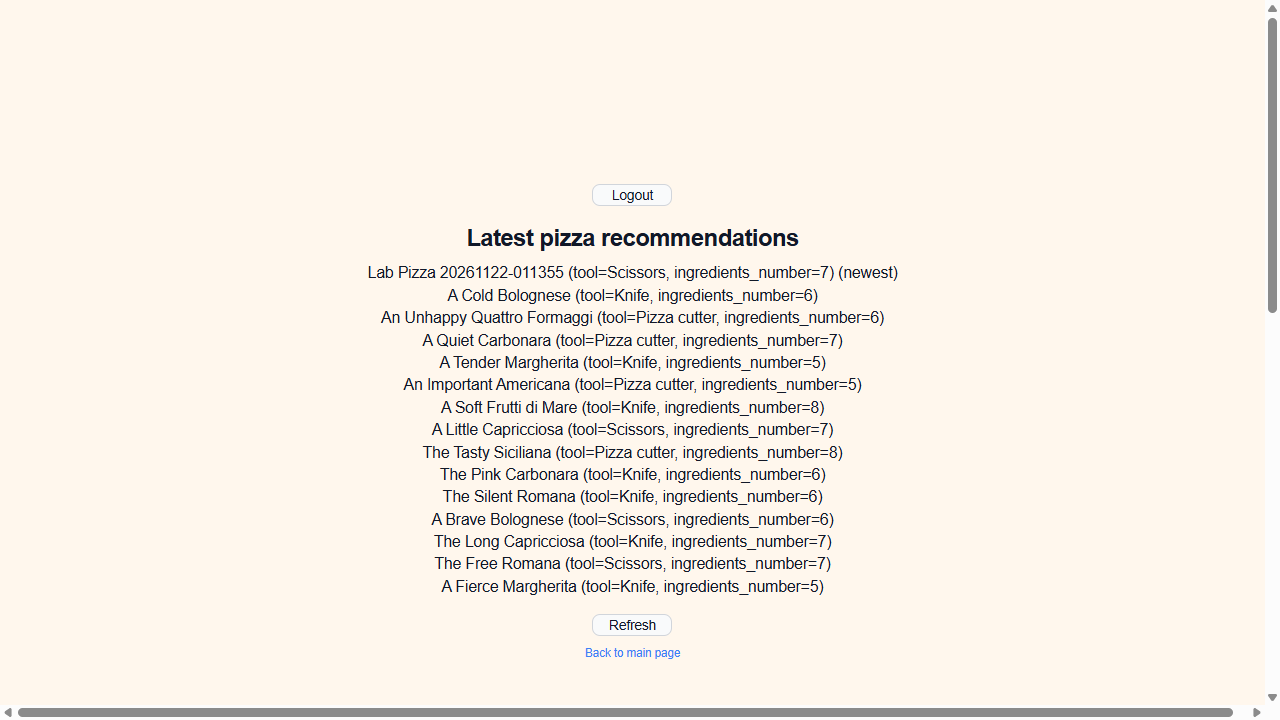 Logout
Latest pizza recommendations
Lab Pizza 20261122-011355 (tool=Scissors, ingredients_number=7) (newest)
A Cold Bolognese (tool=Knife, ingredients_number=6)
An Unhappy Quattro Formaggi (tool=Pizza cutter, ingredients_number=6)
A Quiet Carbonara (tool=Pizza cutter, ingredients_number=7)
A Tender Margherita (tool=Knife, ingredients_number=5)
An Important Americana (tool=Pizza cutter, ingredients_number=5)
A Soft Frutti di Mare (tool=Knife, ingredients_number=8)
A Little Capricciosa (tool=Scissors, ingredients_number=7)
The Tasty Siciliana (tool=Pizza cutter, ingredients_number=8)
The Pink Carbonara (tool=Knife, ingredients_number=6)
The Silent Romana (tool=Knife, ingredients_number=6)
A Brave Bolognese (tool=Scissors, ingredients_number=6)
The Long Capricciosa (tool=Knife, ingredients_number=7)
The Free Romana (tool=Scissors, ingredients_number=7)
A Fierce Margherita (tool=Knife, ingredients_number=5)
Refresh
Back to main page